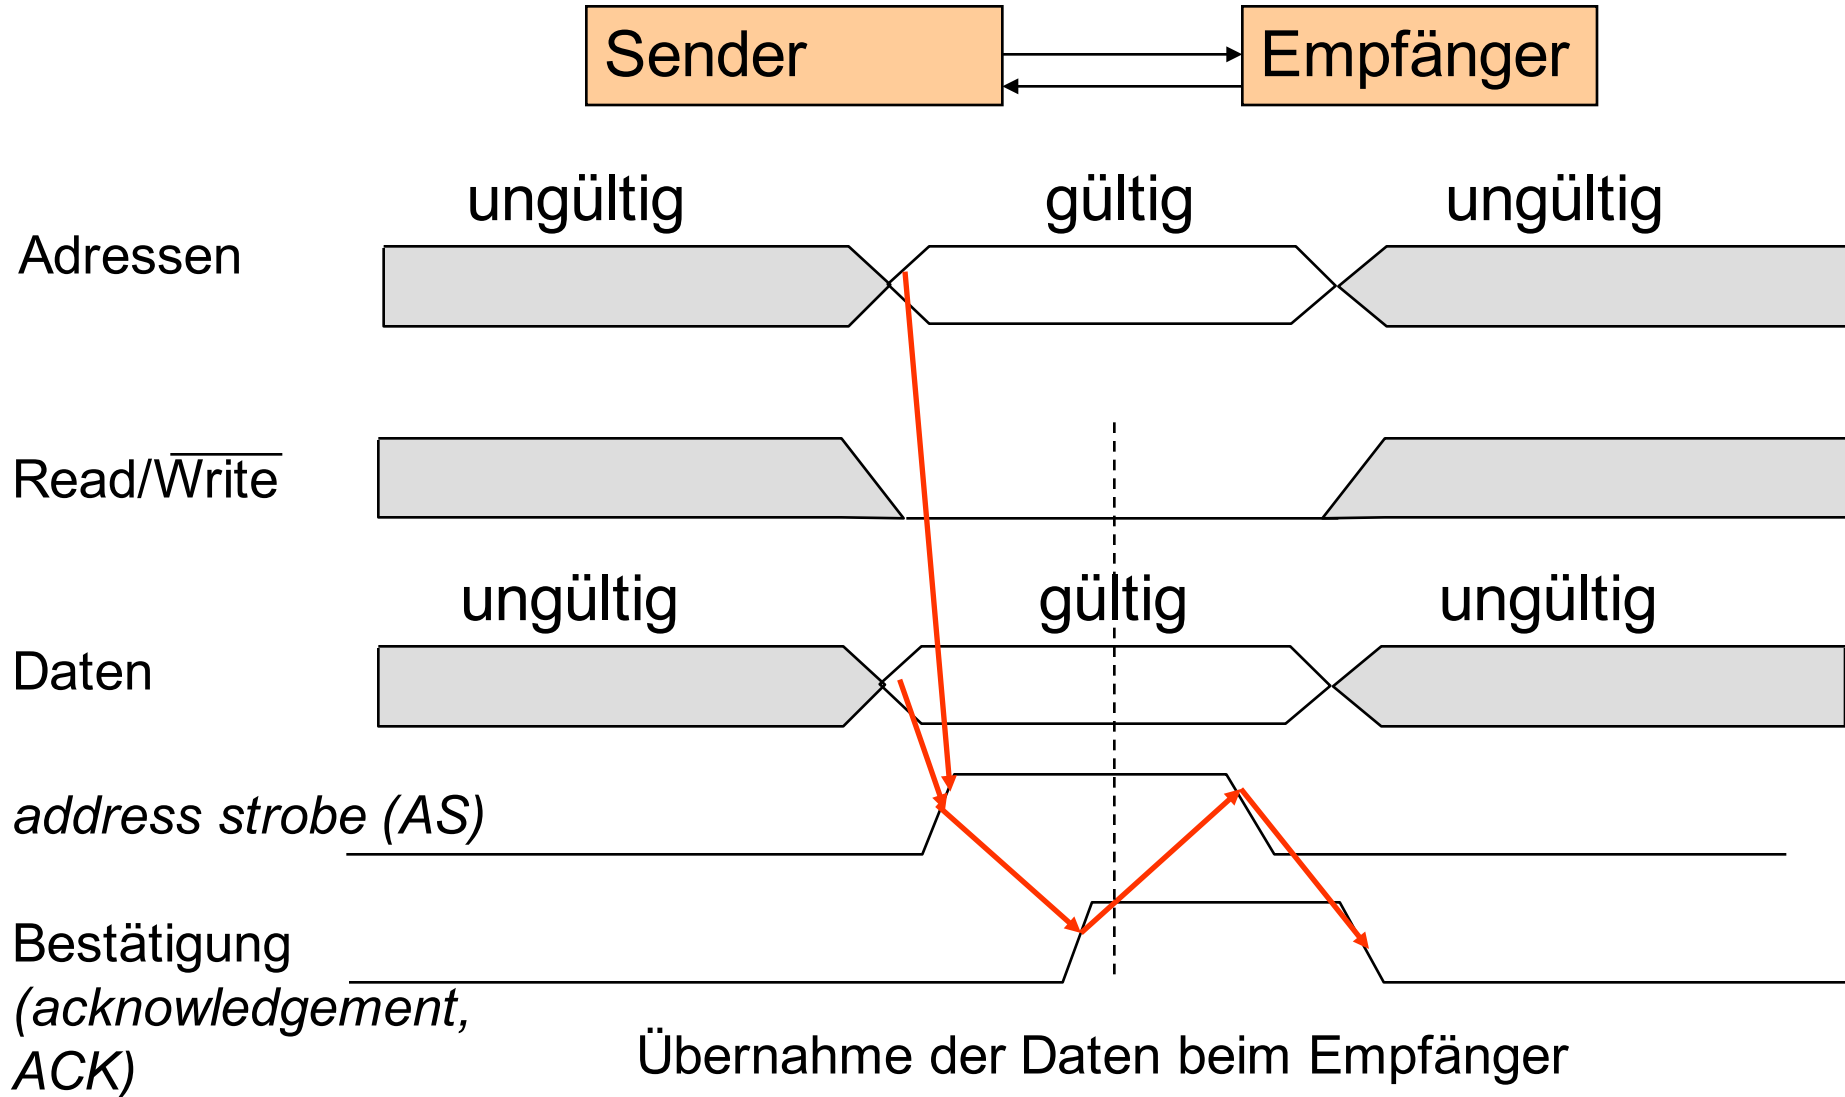 Sender
Empfänger
ungültig
gültig
ungültig
Adressen
Read/Write
ungültig
gültig
ungültig
Daten
address strobe (AS)
Bestätigung
(acknowledgement,
ACK)
Übernahme der Daten beim Empfänger